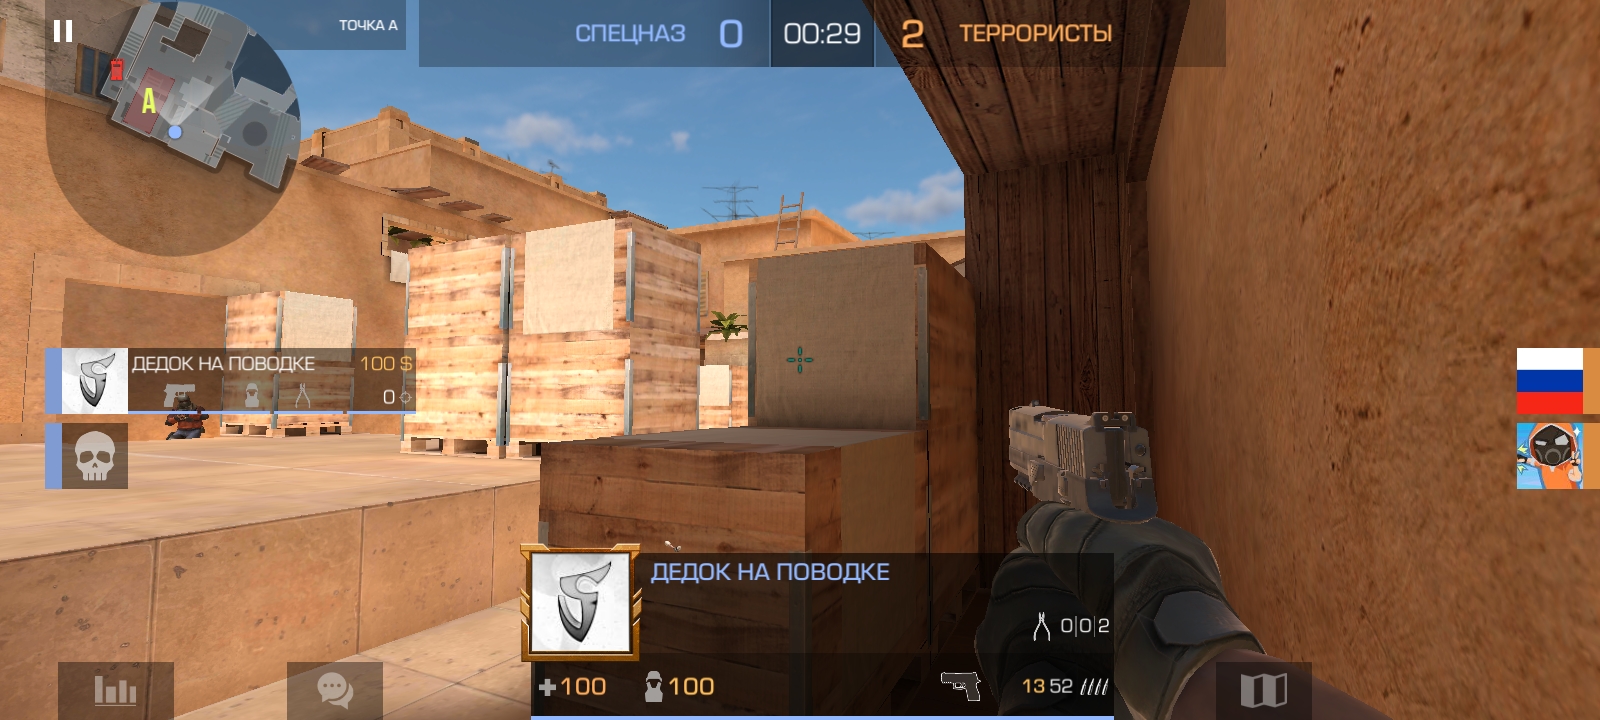 ТОЧКА А
СПЕЦНАЗ 0 00:29 2 ТЕРРОРИСТЫ
A
ДЕДОК НА ПОВОДКЕ 100 $
0
ДЕДОК НА ПОВОДКЕ
0|0|2
100 100 13 52